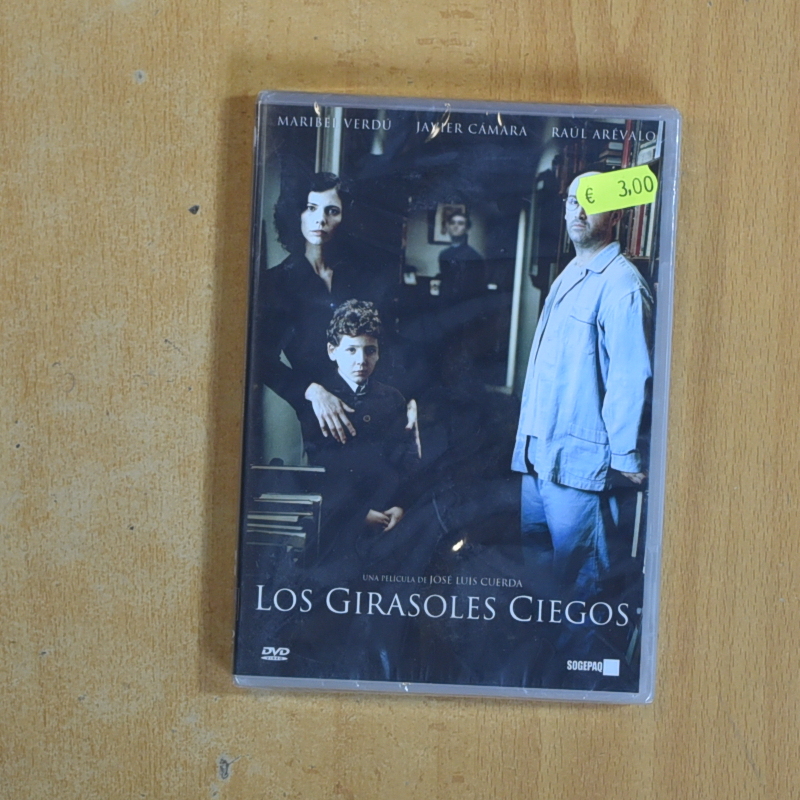 MARIBEL VERDÚ JAVIER CÁMARA RAÚL ARÉVALO
€ 3,00
UNA PELÍCULA DE JOSÉ LUIS CUERDA
LOS GIRASOLES CIEGOS
DVD
VIDEO
SOGEPAQ